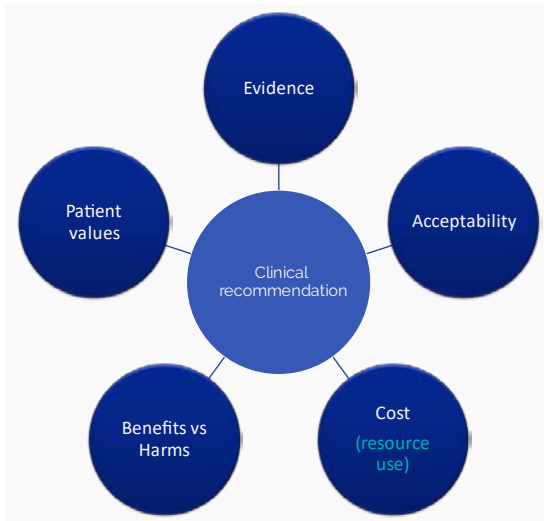 Evidence
Patient
values
Acceptability
Clinical
recommendation
Benefits vs
Harms
Cost
(resource
use)